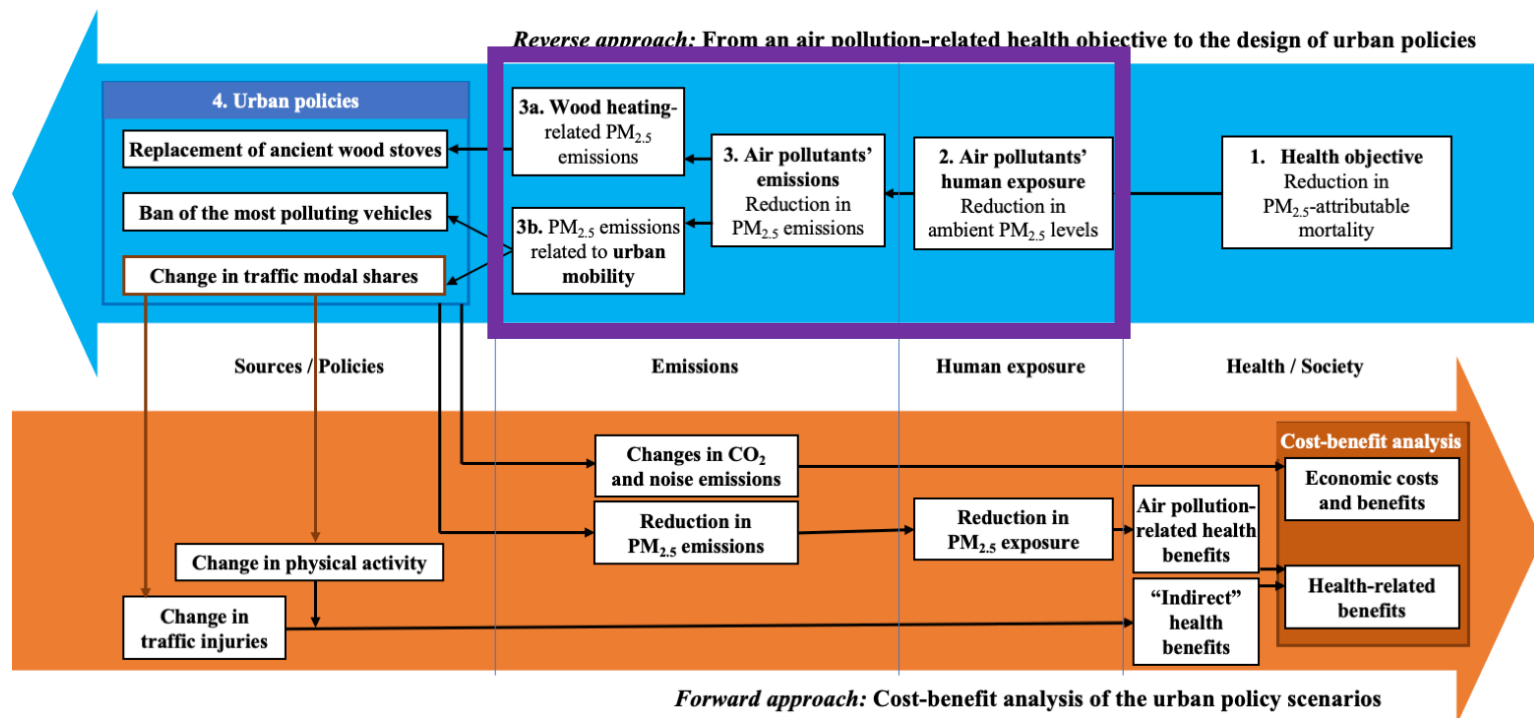 Reverse approach: From an air pollution-related health objective to the design of urban policies
4. Urban policies
Replacement of ancient wood stoves
Ban of the most polluting vehicles
Change in traffic modal shares
3a. Wood heating-
related PM2.5
emissions
3b. PM2.5 emissions
related to urban
mobility
3. Air pollutants’
emissions
Reduction in
PM2.5 emissions
2. Air pollutants’
human exposure
Reduction in
ambient PM2.5 levels
1. Health objective
Reduction in
PM2.5-attributable
mortality
Sources / Policies
Emissions
Human exposure
Health / Society
Changes in CO2
and noise emissions
Reduction in
PM2.5 emissions
Reduction in
PM2.5 exposure
Change in physical activity
Change in
traffic injuries
Air pollution-
related health
benefits
“Indirect”
health
benefits
Cost-benefit analysis
Economic costs
and benefits
Health-related
benefits
Forward approach: Cost-benefit analysis of the urban policy scenarios